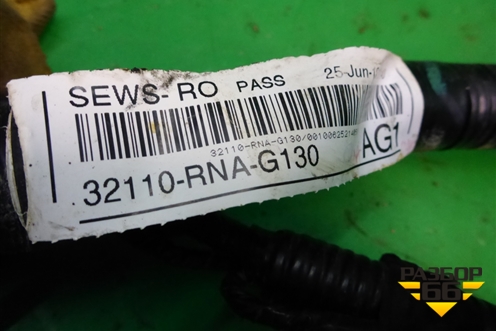 SEWS-RO PASS 25-Jun-
32110-RNA-G130/0010062521
32110-RNA-G130 AG1
РАЗБОР
66